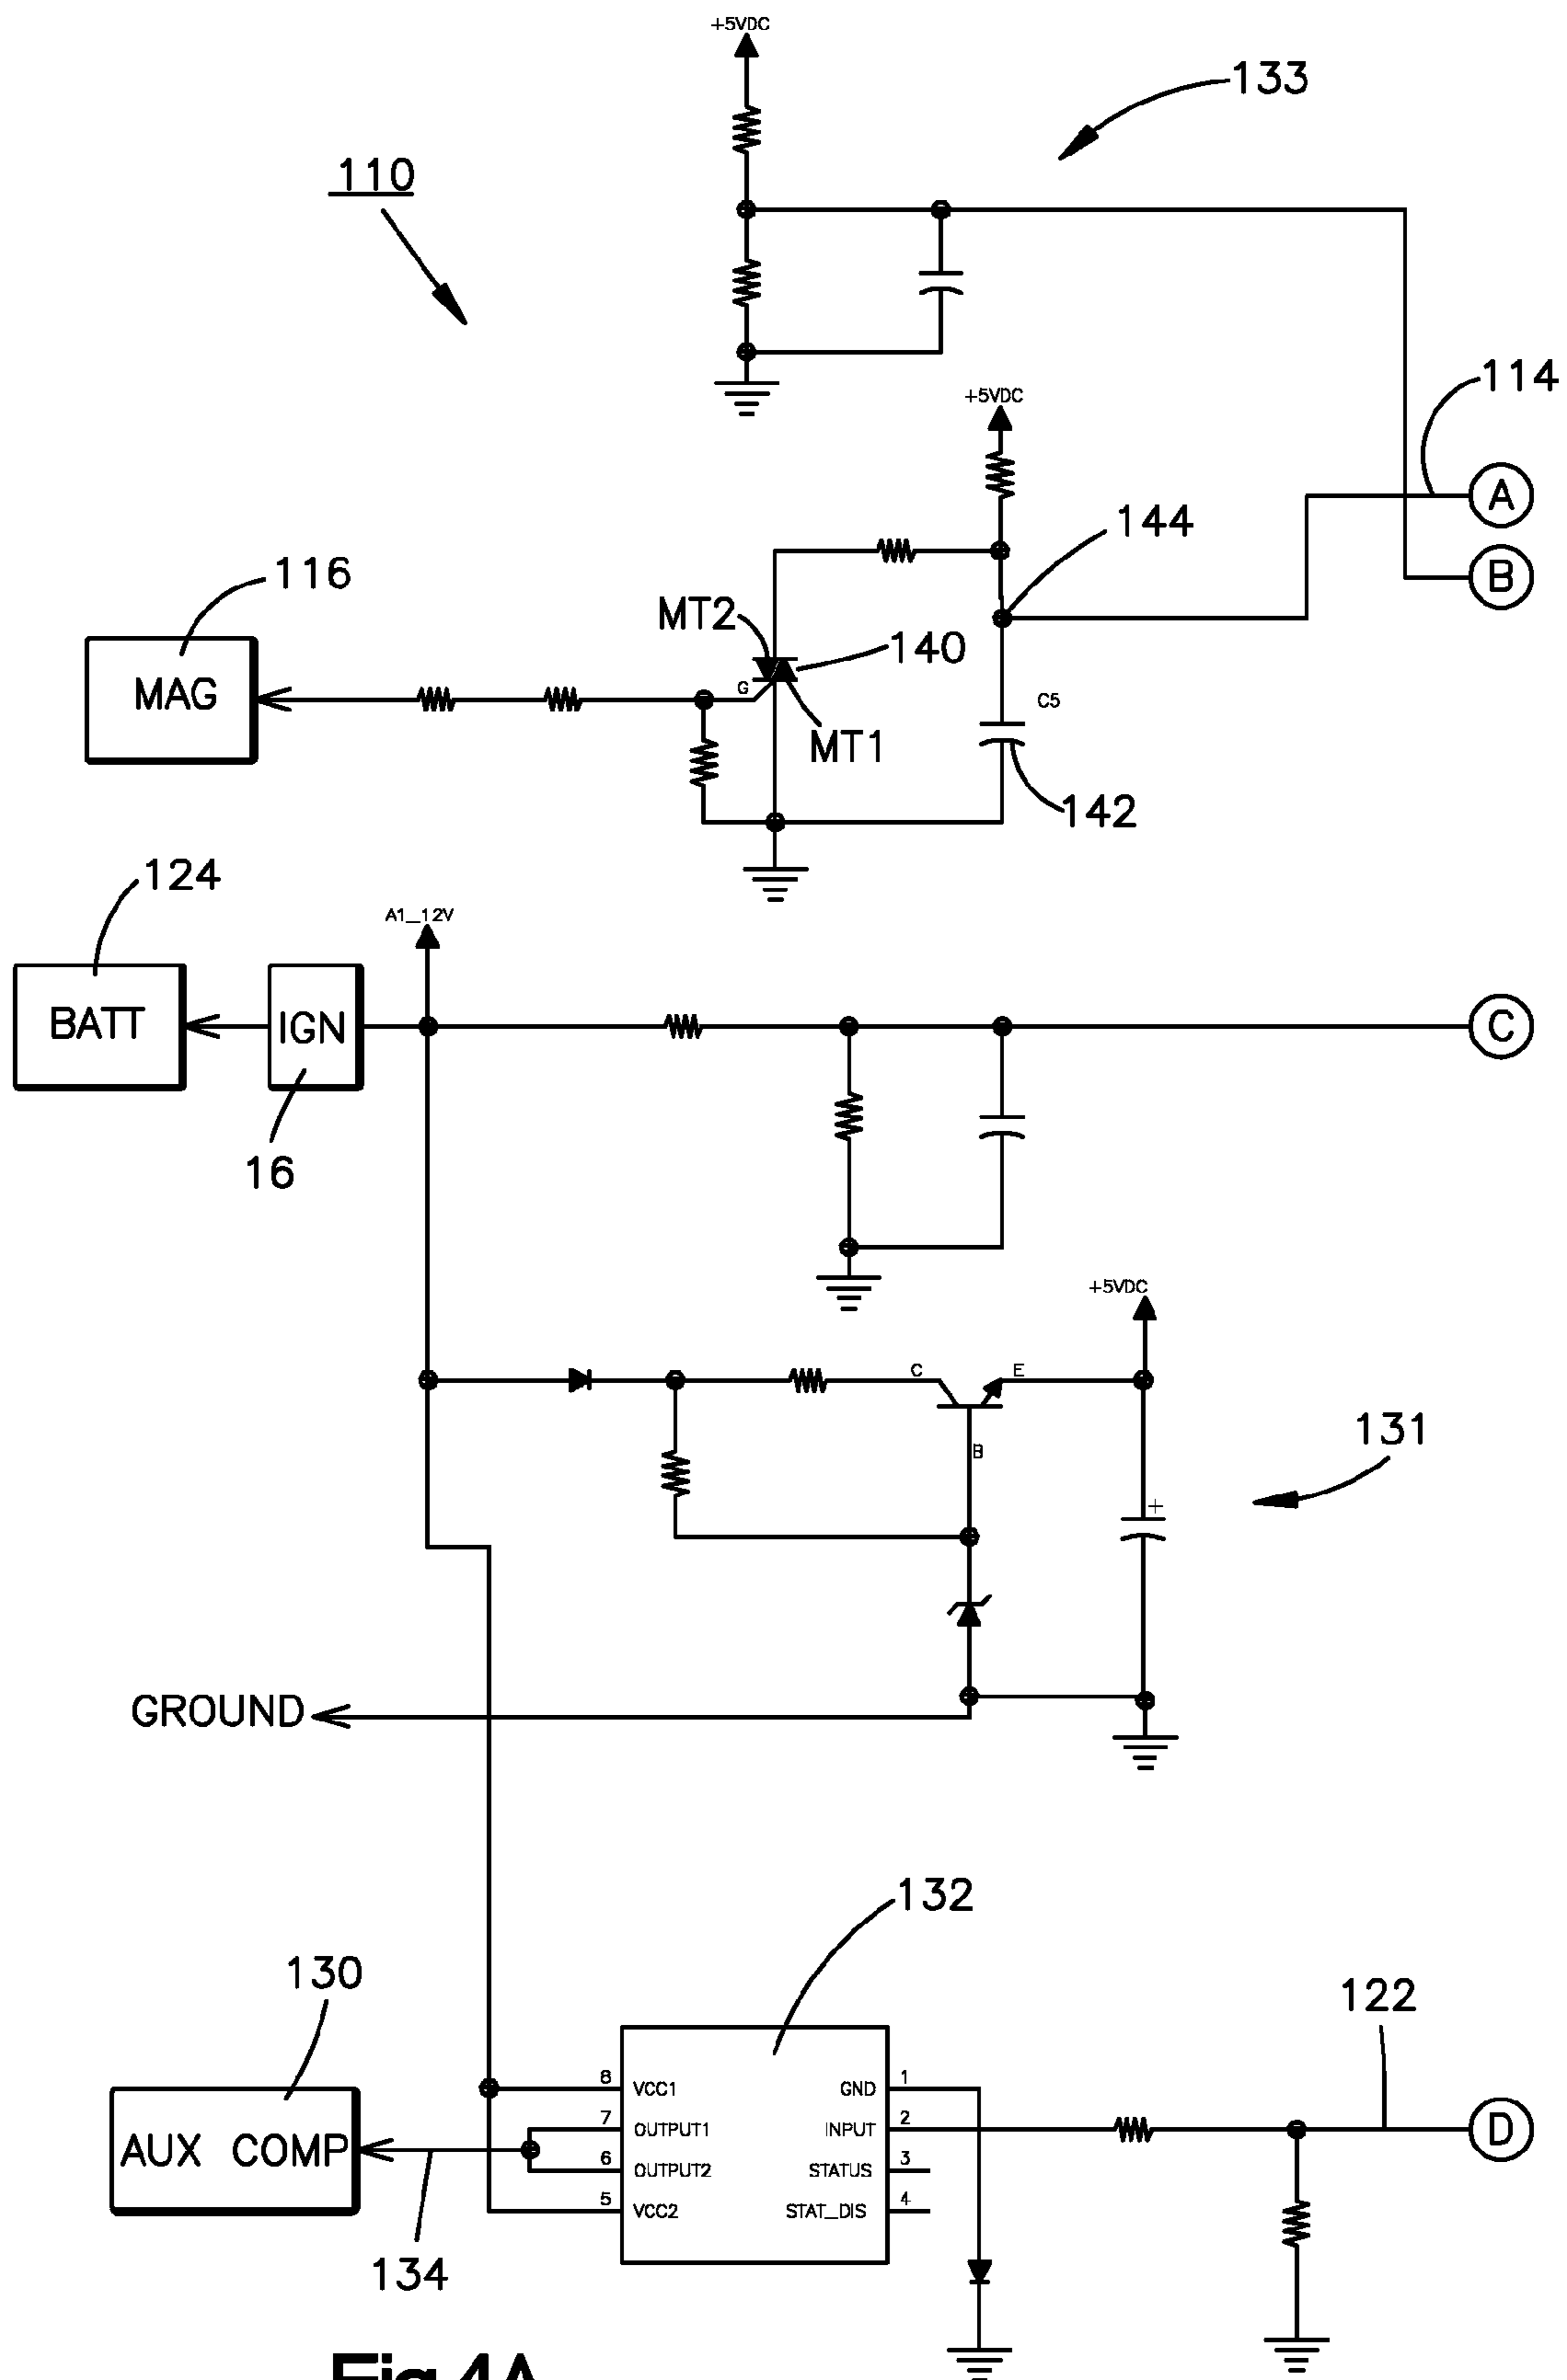 +5VDC
133
110
+5VDC
114
A
144
B
116
MT2
140
MAG
G
C5
MT1
142
124
A1_12V
BATT
IGN
C
16
+5VDC
C
E
131
B
+
GROUND
132
130
122
8 VCC1 GND 1
7 OUTPUT1 INPUT 2
AUX COMP
D
6 OUTPUT2 STATUS 3
5 VCC2 STAT_DIS 4
134
Fig.4A